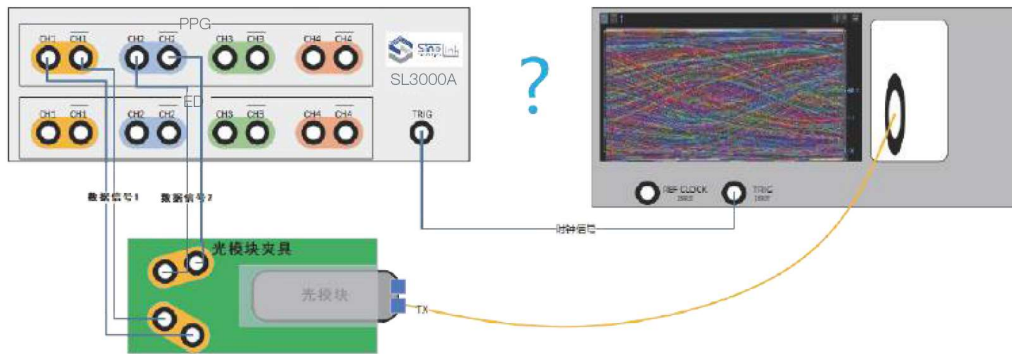 PPG
CH1 CH1 CH2 CH2 CH3 CH3 CH4 CH4
SinoLink
SL3000A
?
ED
CH1 CH1 CH2 CH2 CH3 CH3 CH4 CH4
TRIG
REF CLOCK
TRIG
数据信号1
数据信号2
时钟信号
光模块夹具
光模块
TX